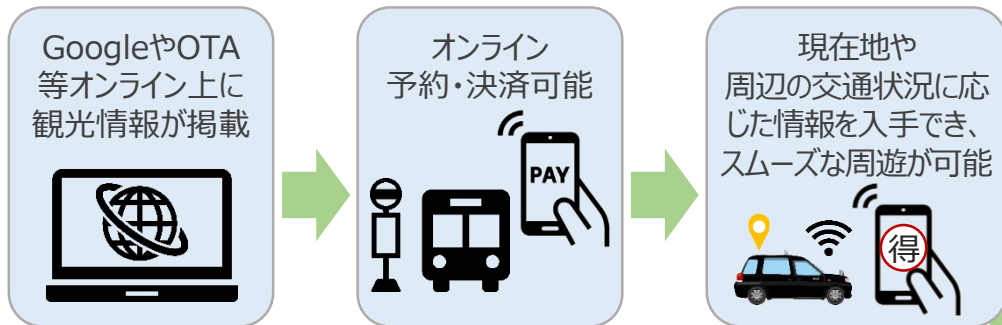 GoogleやOTA
等オンライン上に
観光情報が掲載
オンライン
予約・決済可能
PAY
現在地や
周辺の交通状況に応
じた情報を入手でき、
スムーズな周遊が可能
得